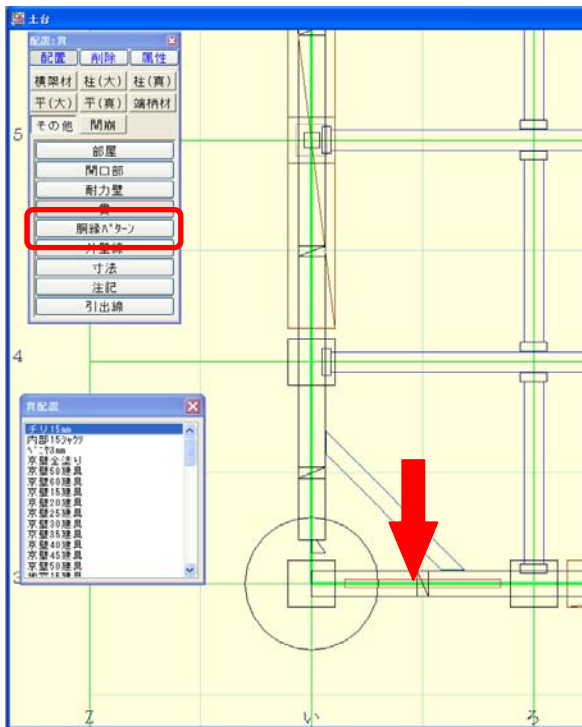 土台
配置:貫
配置 削除 属性
横架材 柱(大) 柱(真)
平(大) 平(真) 端柄材
その他 間崩
部屋
開口部
耐力壁
貫
胴縁ﾊﾟﾀｰﾝ
外壁線
寸法
注記
引出線
5
4
貫配置
チリ15mm
内部15ｼｬｸﾘ
ﾍﾞﾆﾔ3mm
京壁全塗り
京壁50建具
京壁60建具
京壁15建具
京壁20建具
京壁25建具
京壁30建具
京壁35建具
京壁40建具
京壁45建具
京壁50建具
3
Z い ろ